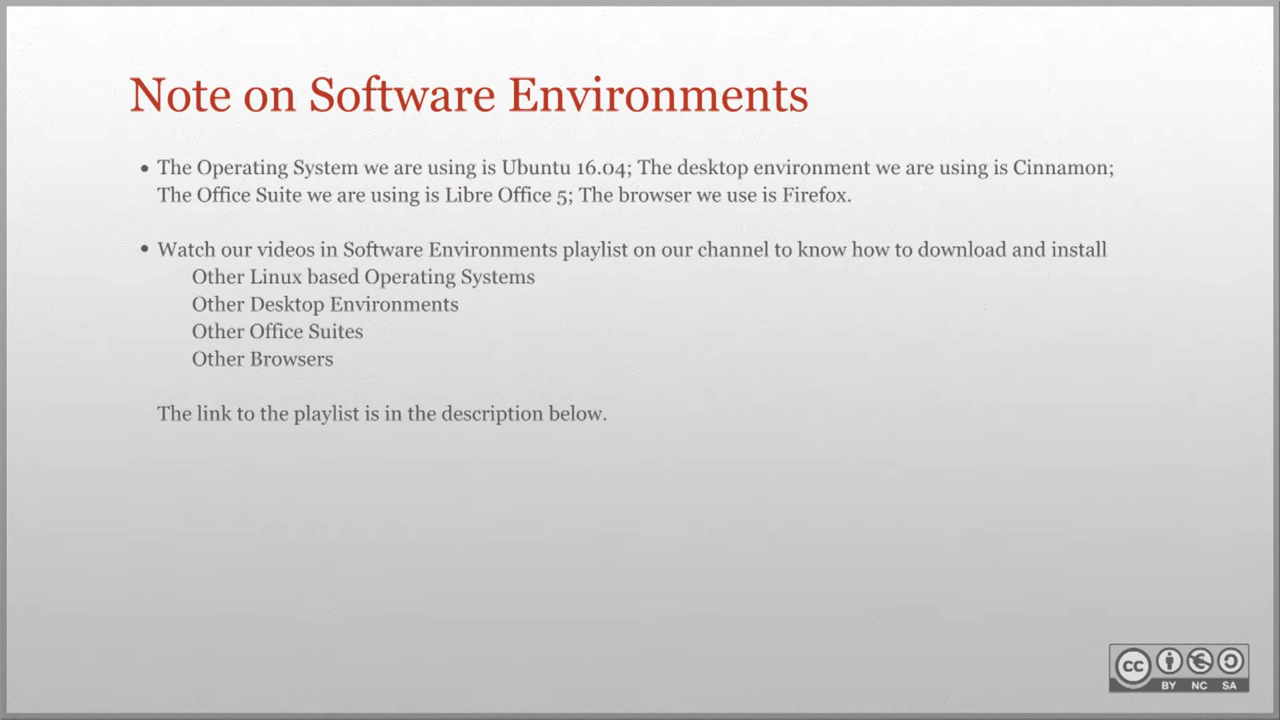 Note on Software Environments
• The Operating System we are using is Ubuntu 16.04; The desktop environment we are using is Cinnamon;
The Office Suite we are using is Libre Office 5; The browser we use is Firefox.
• Watch our videos in Software Environments playlist on our channel to know how to download and install
Other Linux based Operating Systems
Other Desktop Environments
Other Office Suites
Other Browsers
The link to the playlist is in the description below.
cc
BY NC SA